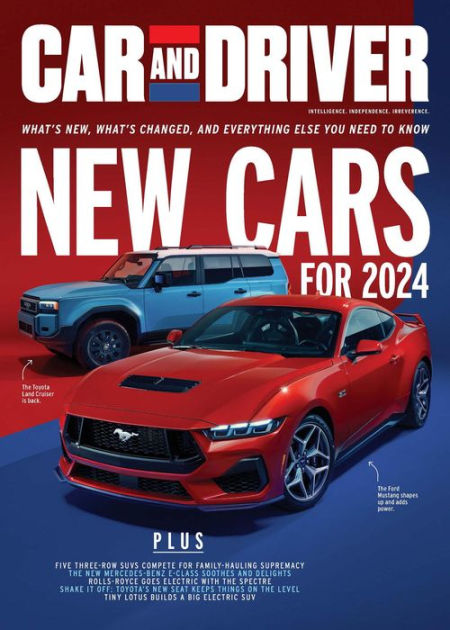 CAR AND DRIVER
INTELLIGENCE. INDEPENDENCE. IRREVERENCE.
WHAT'S NEW, WHAT'S CHANGED, AND EVERYTHING ELSE YOU NEED TO KNOW
NEW CARS
FOR 2024
The Toyota
Land Cruiser
is back.
The Ford
Mustang shapes
up and adds
power.
PLUS
FIVE THREE-ROW SUVS COMPETE FOR FAMILY-HAULING SUPREMACY
THE NEW MERCEDES-BENZ E-CLASS SOOTHES AND DELIGHTS
ROLLS-ROYCE GOES ELECTRIC WITH THE SPECTRE
SHAKE IT OFF: TOYOTA'S NEW SEAT KEEPS THINGS ON THE LEVEL
TINY LOTUS BUILDS A BIG ELECTRIC SUV